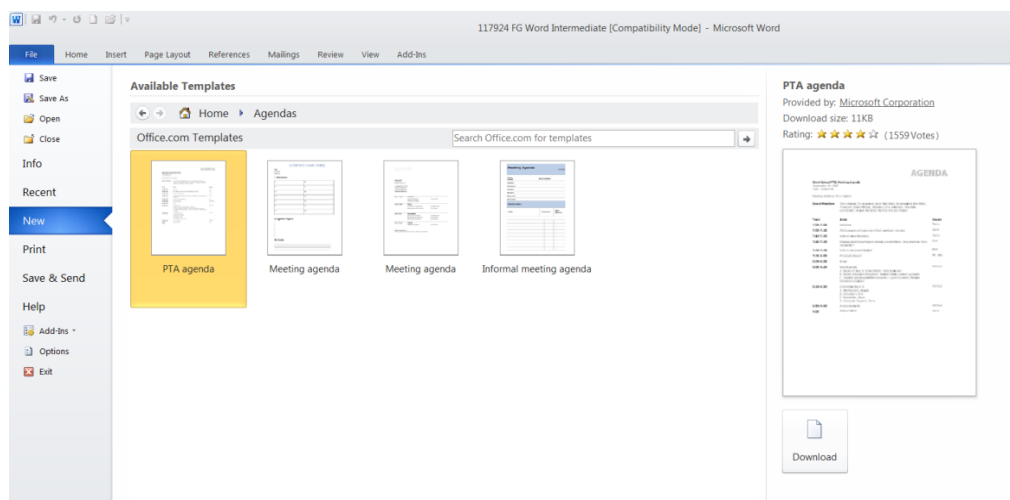 117924 FG Word Intermediate [Compatibility Mode] - Microsoft Word
File Home Insert Page Layout References Mailings Review View Add-Ins
Save
Save As
Open
Close
Info
Recent
New
Print
Save & Send
Help
Add-Ins
Options
Exit
Available Templates
Home Agendas
Office.com Templates
Search Office.com for templates
PTA agenda
Meeting agenda
Meeting agenda
Informal meeting agenda
PTA agenda
Provided by: Microsoft Corporation
Download size: 11KB
Rating: (1559 Votes)
AGENDA
Download